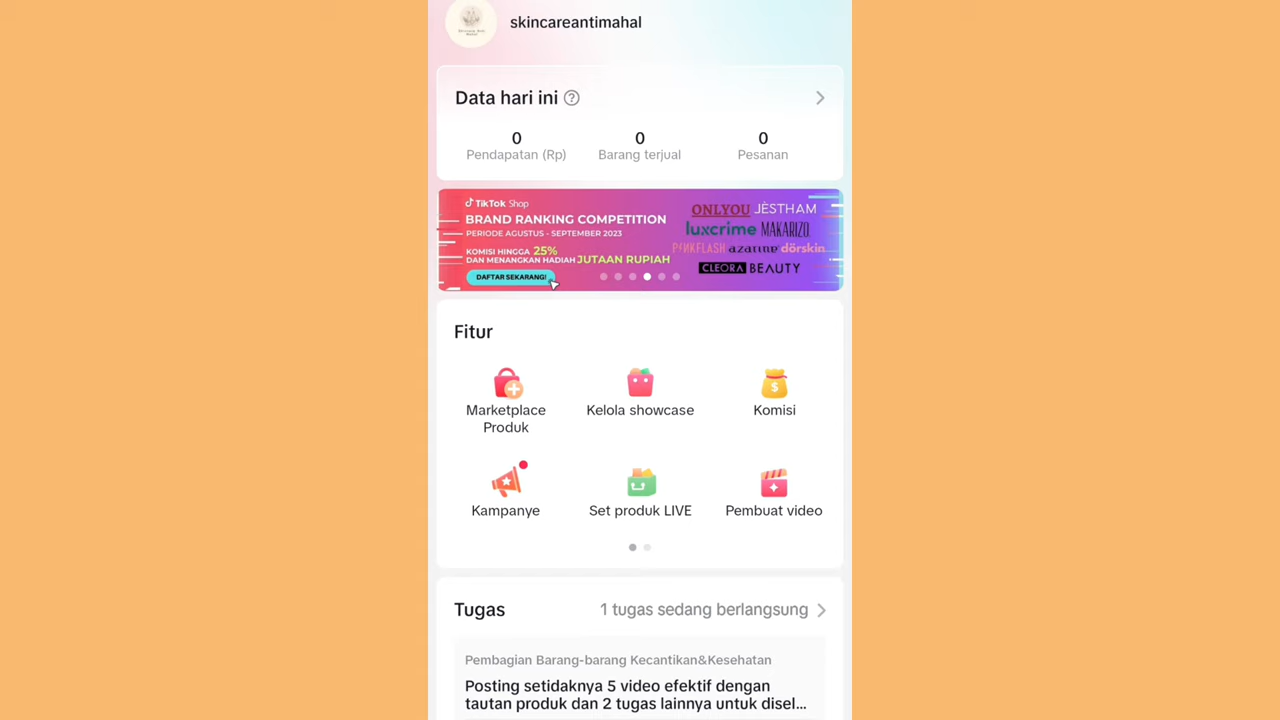 skincareantimahal
Data hari ini ?
0 0 0
Pendapatan (Rp) Barang terjual Pesanan
TikTok Shop
BRAND RANKING COMPETITION
PERIODE AGUSTUS - SEPTEMBER 2023
KOMISI HINGGA 25%
DAN MENANGKAN HADIAH JUTAAN RUPIAH
DAFTAR SEKARANG!
ONLYOU JÈSTHAM
luxcrime MAKARIZO
PINKFLASH azarine dörskin
CLEORA BEAUTY
Fitur
Marketplace
Produk
Kelola showcase
Komisi
Kampanye
Set produk LIVE
Pembuat video
Tugas
1 tugas sedang berlangsung
Pembagian Barang-barang Kecantikan&Kesehatan
Posting setidaknya 5 video efektif dengan
tautan produk dan 2 tugas lainnya untuk disel...